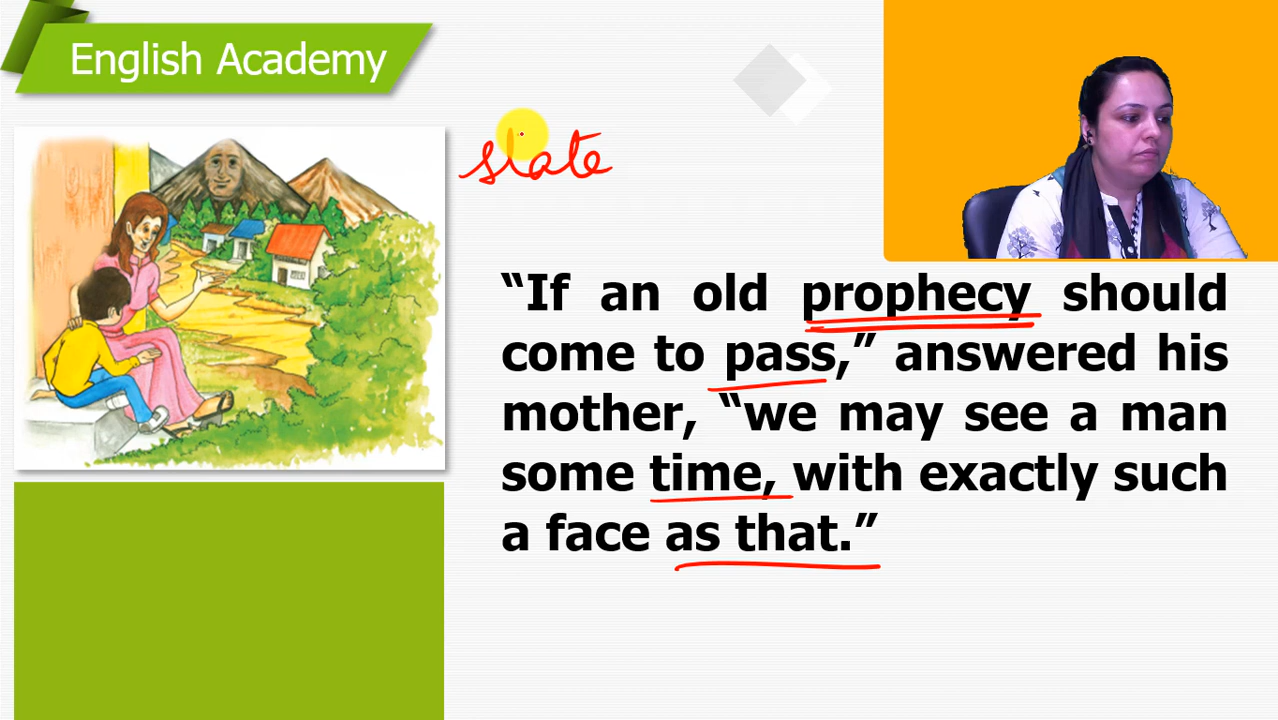 English Academy
state
“If an old prophecy should
come to pass,” answered his
mother, “we may see a man
some time, with exactly such
a face as that.”